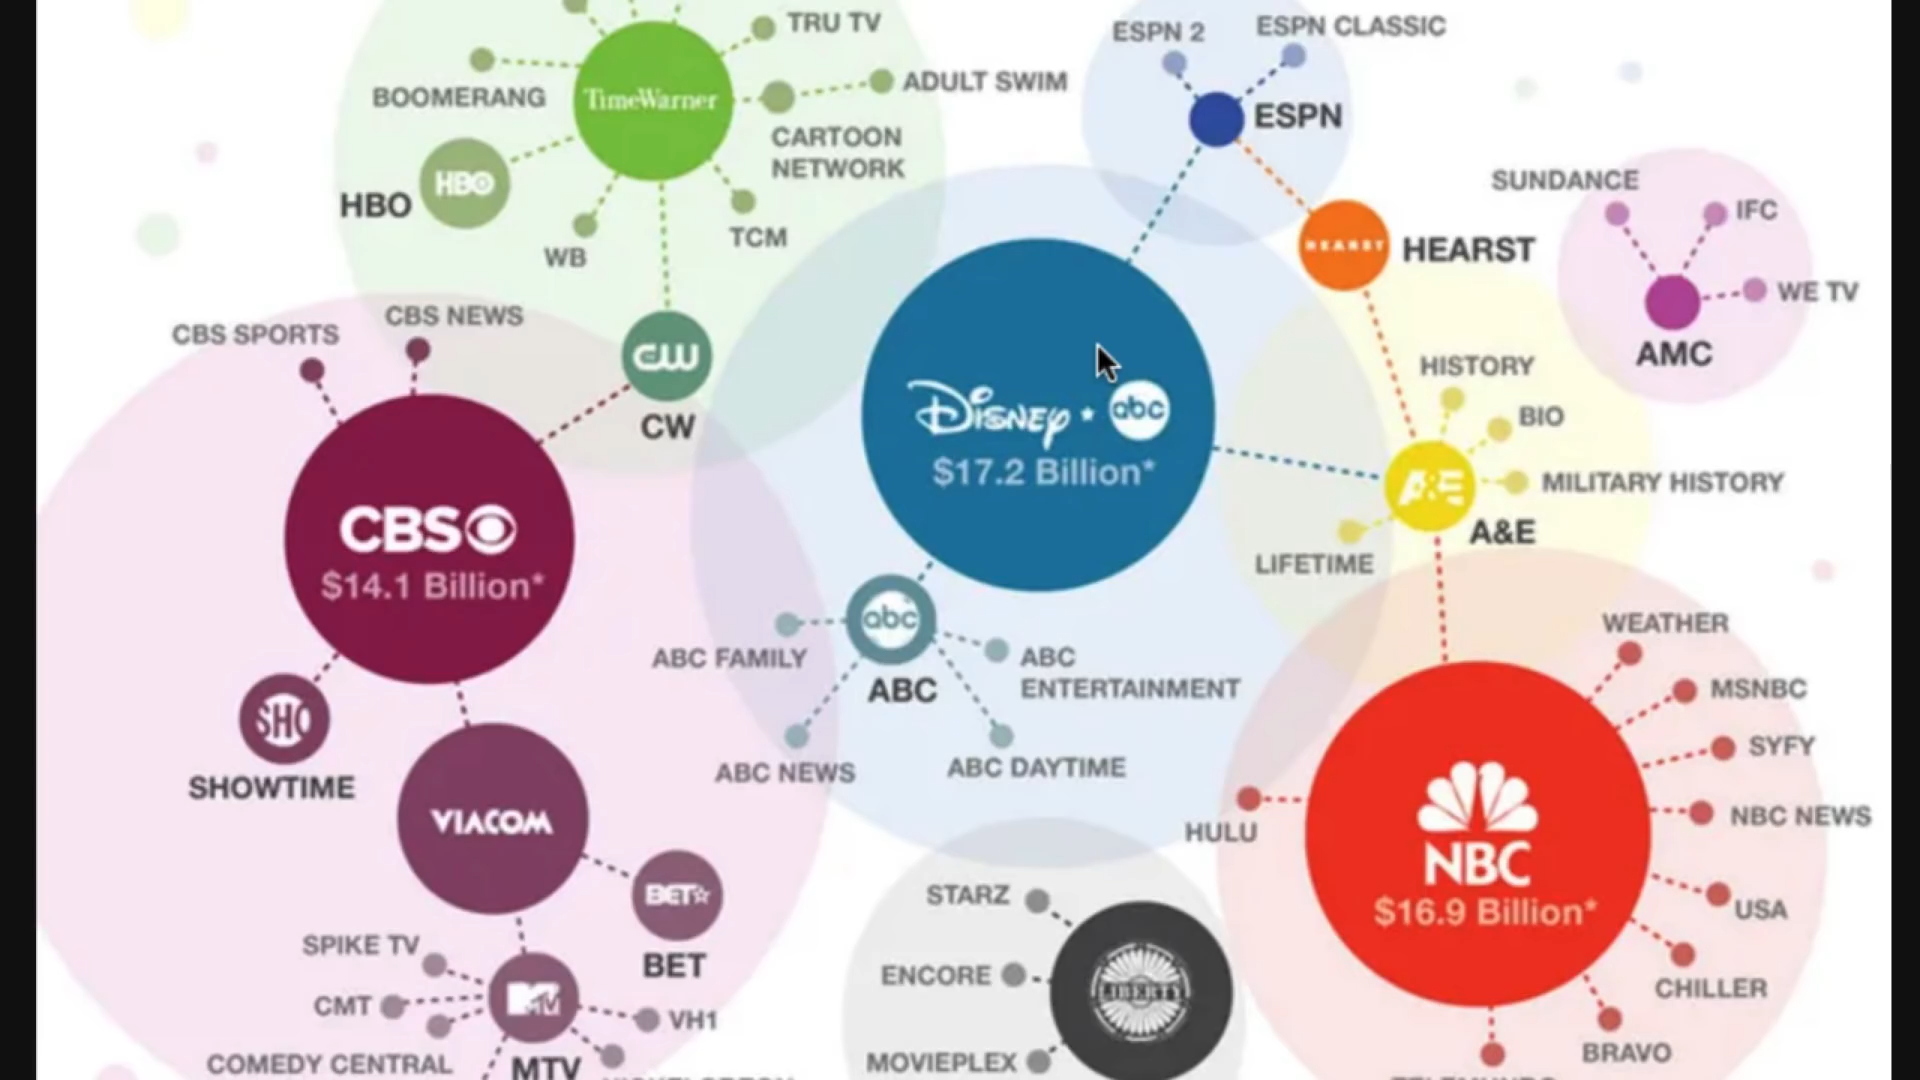 TRU TV
ESPN 2
ESPN CLASSIC
BOOMERANG
TimeWarner
ADULT SWIM
CARTOON
NETWORK
ESPN
HBO
HBO
WB
TCM
SUNDANCE
IFC
WE TV
AMC
HEARST
HEARST
CBS SPORTS
CBS NEWS
CW
CW
DISNEY
abc
$17.2 Billion*
HISTORY
BIO
MILITARY HISTORY
A&E
A&E
LIFETIME
CBS
$14.1 Billion*
abc
ABC FAMILY
ABC
ABC
ENTERTAINMENT
ABC NEWS
ABC DAYTIME
WEATHER
MSNBC
SYFY
NBC NEWS
USA
CHILLER
BRAVO
HULU
NBC
$16.9 Billion*
SHO
SHOWTIME
VIACOM
BET
BET
SPIKE TV
CMT
COMEDY CENTRAL
MTV
MTV
VH1
STARZ
ENCORE
MOVIEPLEX
LIBERTY